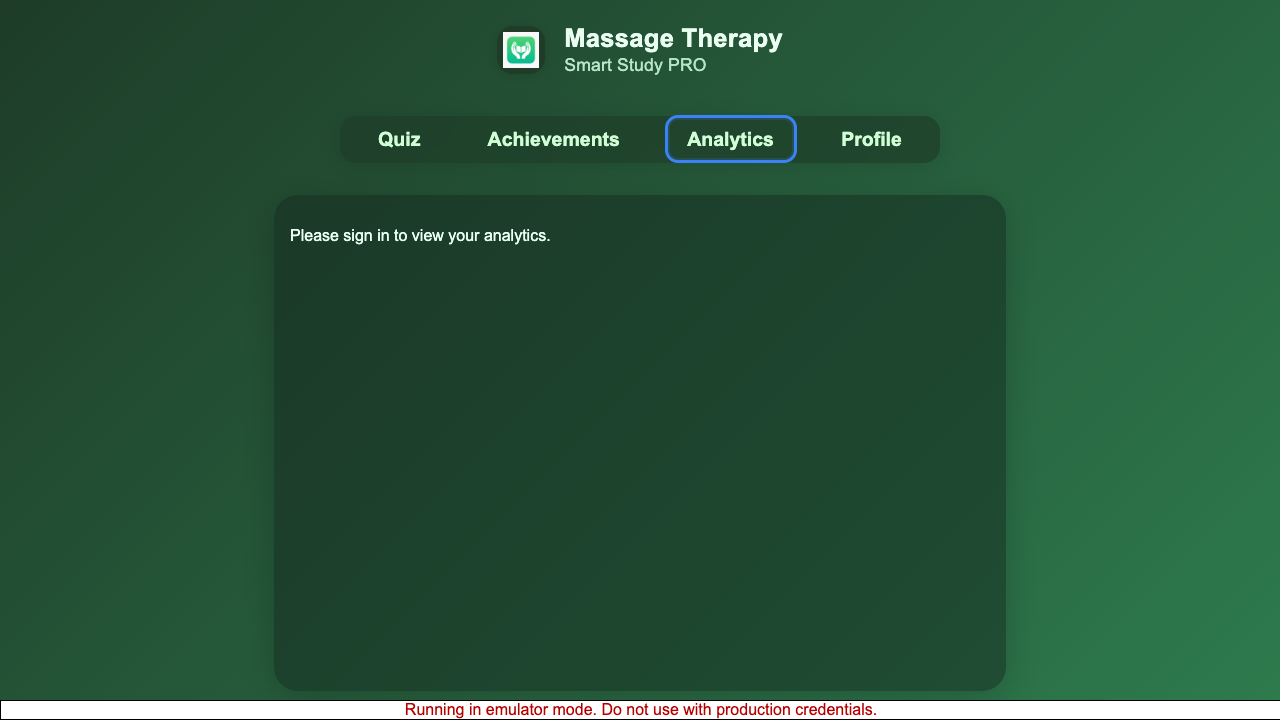 Massage Therapy
Smart Study PRO
Quiz
Achievements
Analytics
Profile
Please sign in to view your analytics.
Running in emulator mode. Do not use with production credentials.